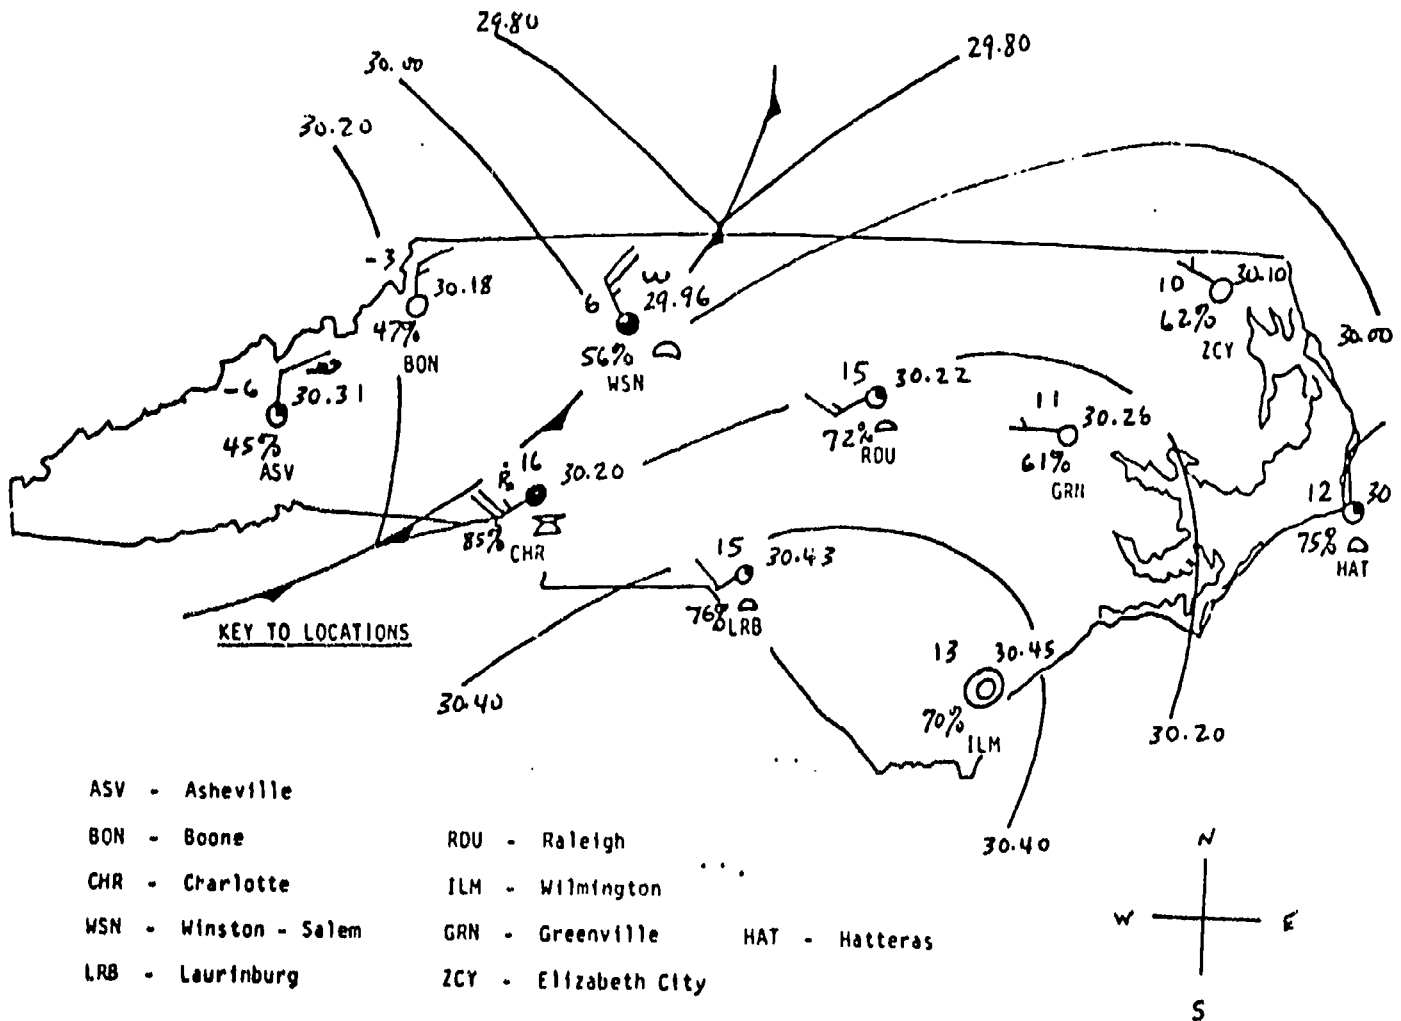 29.80
29.80
30.00
30.20
-3
30.18
47%
BON
6
29.96
56%
WSN
10
30.10
62%
ZCY
30.00
-6
30.31
45%
ASV
15
30.22
72%
RDU
11
30.26
61%
GRN
16
30.20
85%
CHR
12
30
75%
HAT
15
30.43
76%
LRB
KEY TO LOCATIONS
13
30.45
70%
ILM
30.40
30.20
30.40
ASV - Asheville
BON - Boone
RDU - Raleigh
CHR - Charlotte
ILM - Wilmington
WSN - Winston - Salem
GRN - Greenville
HAT - Hatteras
LRB - Laurinburg
ZCY - Elizabeth City
N
W
E
S